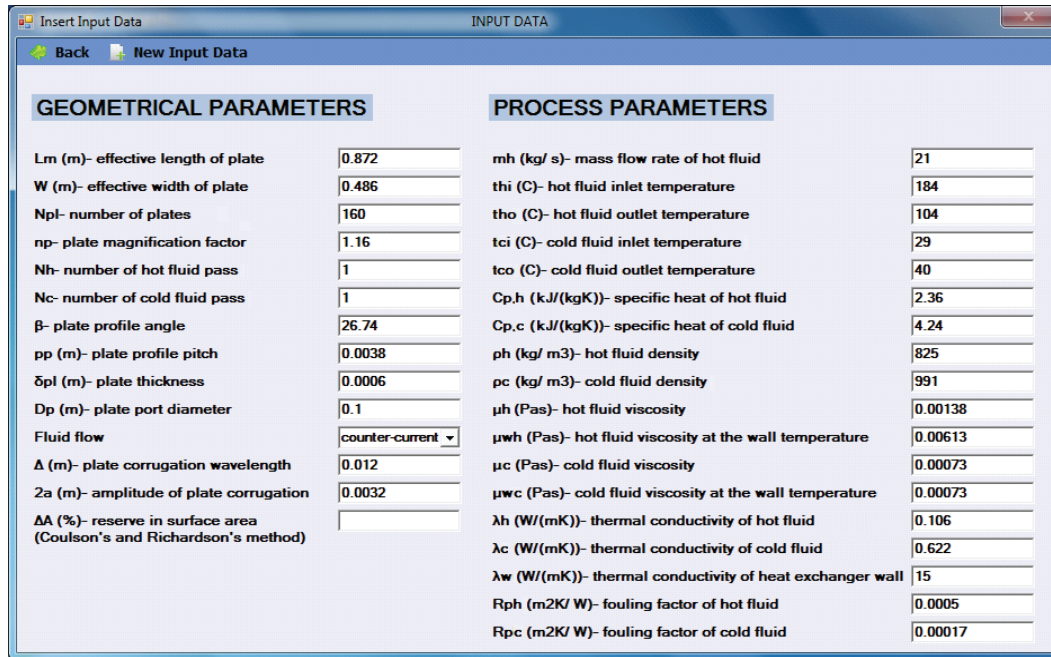 Insert Input Data INPUT DATA
Back New Input Data
GEOMETRICAL PARAMETERS
Lm (m)- effective length of plate 0.872
W (m)- effective width of plate 0.486
Npl- number of plates 160
np- plate magnification factor 1.16
Nh- number of hot fluid pass 1
Nc- number of cold fluid pass 1
β- plate profile angle 26.74
pp (m)- plate profile pitch 0.0038
δpl (m)- plate thickness 0.0006
Dp (m)- plate port diameter 0.1
Fluid flow counter-current
Δ (m)- plate corrugation wavelength 0.012
2a (m)- amplitude of plate corrugation 0.0032
ΔA (%)- reserve in surface area
(Coulson's and Richardson's method)
PROCESS PARAMETERS
mh (kg/ s)- mass flow rate of hot fluid 21
thi (C)- hot fluid inlet temperature 184
tho (C)- hot fluid outlet temperature 104
tci (C)- cold fluid inlet temperature 29
tco (C)- cold fluid outlet temperature 40
Cp,h (kJ/(kgK))- specific heat of hot fluid 2.36
Cp,c (kJ/(kgK))- specific heat of cold fluid 4.24
ρh (kg/ m3)- hot fluid density 825
ρc (kg/ m3)- cold fluid density 991
μh (Pas)- hot fluid viscosity 0.00138
μwh (Pas)- hot fluid viscosity at the wall temperature 0.00613
μc (Pas)- cold fluid viscosity 0.00073
μwc (Pas)- cold fluid viscosity at the wall temperature 0.00073
λh (W/(mK))- thermal conductivity of hot fluid 0.106
λc (W/(mK))- thermal conductivity of cold fluid 0.622
λw (W/(mK))- thermal conductivity of heat exchanger wall 15
Rph (m2K/ W)- fouling factor of hot fluid 0.0005
Rpc (m2K/ W)- fouling factor of cold fluid 0.00017